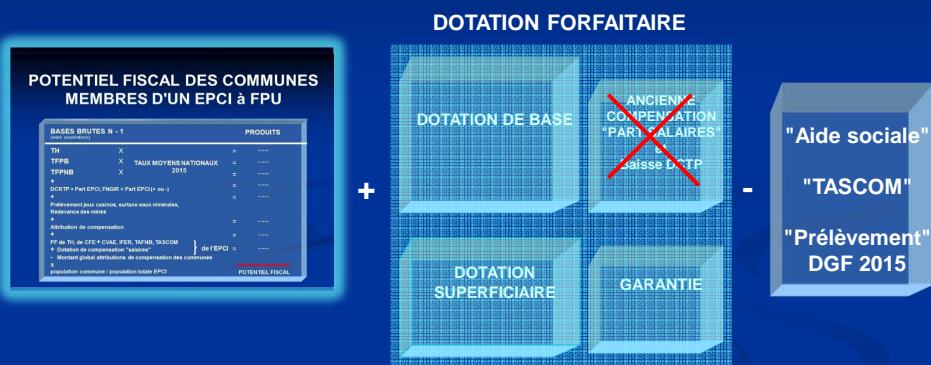 DOTATION FORFAITAIRE
POTENTIEL FISCAL DES COMMUNES
MEMBRES D'UN EPCI à FPU
BASES BRUTES N - 1 PRODUITS
(avant exonérations)
TH X = .....
TFPB X TAUX MOYENS NATIONAUX = .....
TFPNB X 2015 = .....
+
DCRTP + Part EPCI, FNGIR + Part EPCI (+ ou -) = .....
+
Prélèvement jeux casinos, surtaxe eaux minérales,
Redevance des mines
+ = .....
Attribution de compensation
+ = .....
PF de TH, de CFE + CVAE, IFER, TAFNB, TASCOM
+ Dotation de compensation "salaires" } de l'EPCI = .....
- Montant global attributions de compensation des communes
X
population commune / population totale EPCI POTENTIEL FISCAL
+
DOTATION DE BASE
ANCIENNE
COMPENSATION
"PART SALAIRES"
et
Baisse DCTP
DOTATION
SUPERFICIAIRE
GARANTIE
-
"Aide sociale"
"TASCOM"
"Prélèvement"
DGF 2015